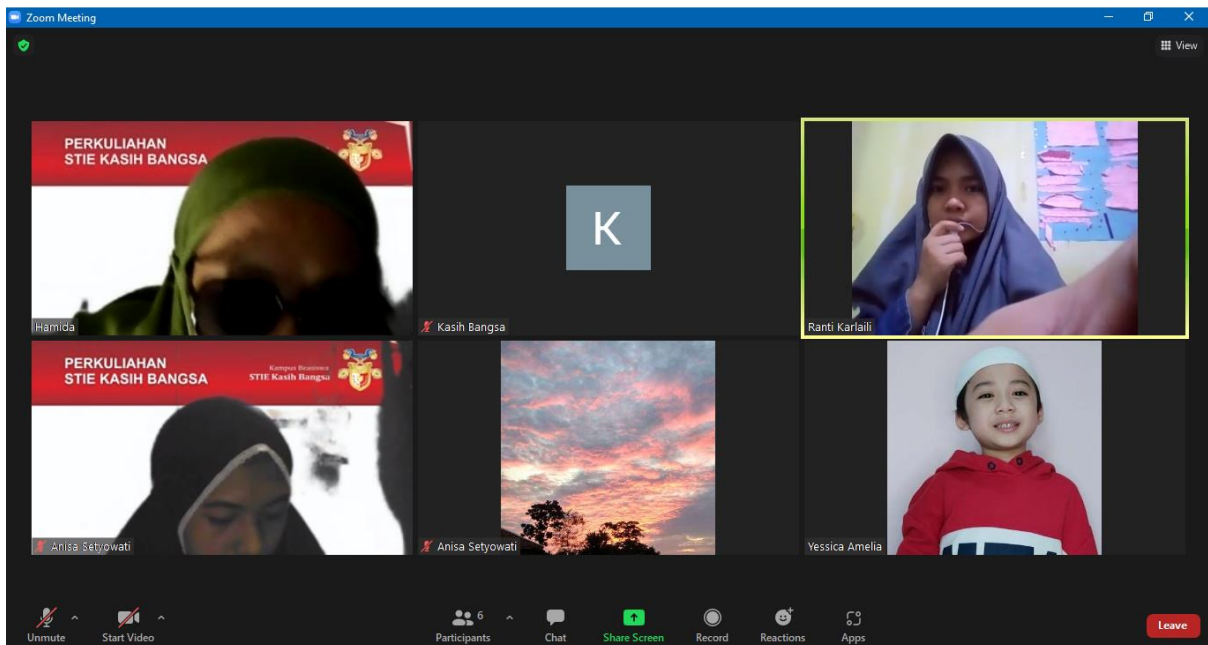 Zoom Meeting
View
PERKULIAHAN
STIE KASIH BANGSA
Hamida
K
Kasih Bangsa
Ranti Karlaili
PERKULIAHAN
STIE KASIH BANGSA
Kampus Beasiswa
STIE Kasih Bangsa
Anisa Setyowati
Anisa Setyowati
Yessica Amelia
Unmute
Start Video
6
Participants
Chat
Share Screen
Record
Reactions
Apps
Leave